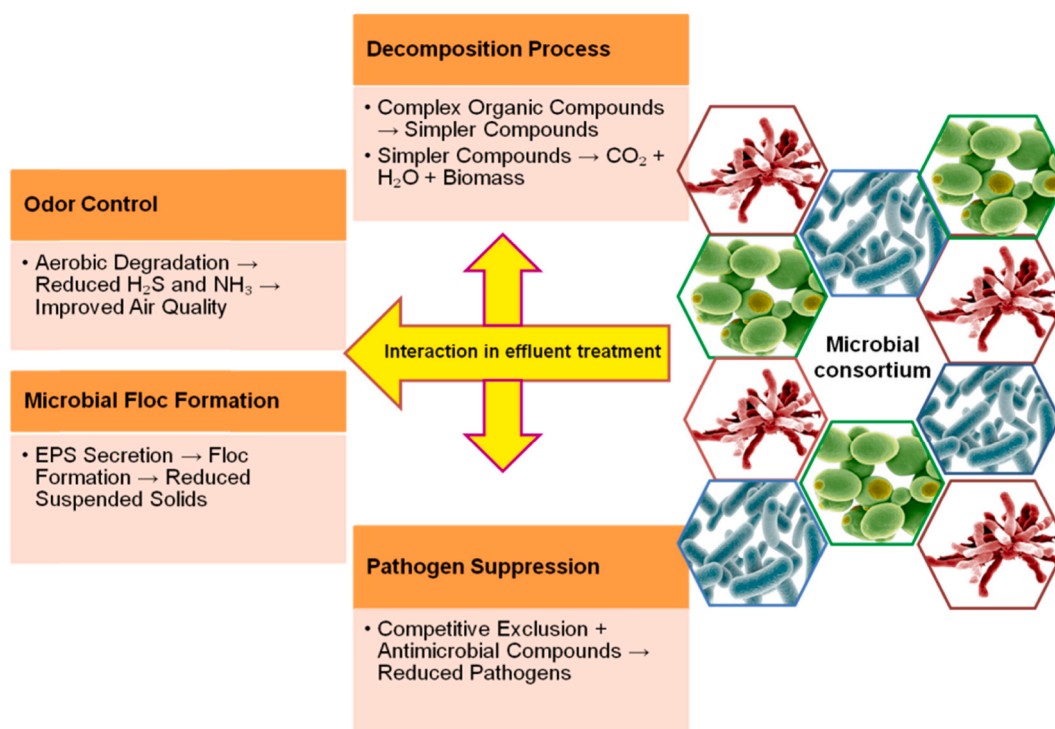 Decomposition Process
• Complex Organic Compounds
→ Simpler Compounds
• Simpler Compounds → CO₂ +
H₂O + Biomass
Odor Control
• Aerobic Degradation →
Reduced H₂S and NH₃ →
Improved Air Quality
Interaction in effluent treatment
Microbial
consortium
Microbial Floc Formation
• EPS Secretion → Floc
Formation → Reduced
Suspended Solids
Pathogen Suppression
• Competitive Exclusion +
Antimicrobial Compounds →
Reduced Pathogens